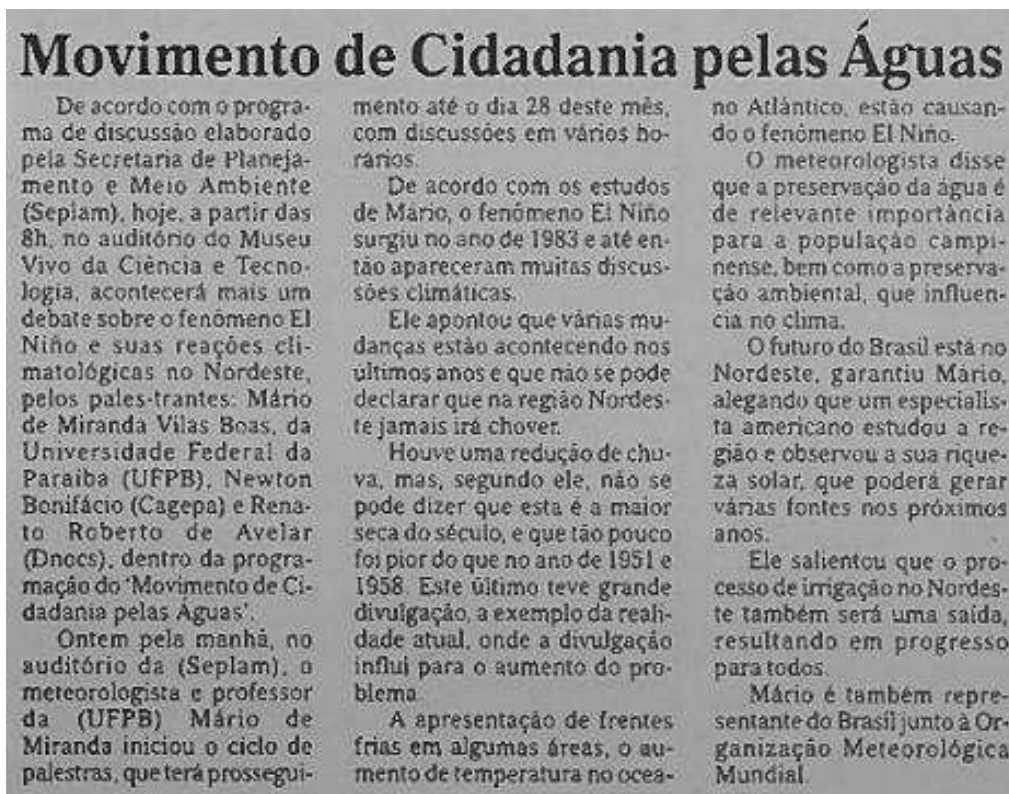 Movimento de Cidadania pelas Águas
De acordo com o progra-
ma de discussão elaborado
pela Secretaria de Planeja-
mento e Meio Ambiente
(Seplam), hoje, a partir das
8h, no auditório do Museu
Vivo da Ciência e Tecno-
logia, acontecerá mais um
debate sobre o fenômeno El
Niño e suas reações cli-
matológicas no Nordeste,
pelos pales-trantes: Mário
de Miranda Vilas Boas, da
Universidade Federal da
Paraíba (UFPB), Newton
Bonifácio (Cagepa) e Rena-
to Roberto de Avelar
(Dnocs), dentro da progra-
mação do 'Movimento de Ci-
dadania pelas Águas'.
Ontem pela manhã, no
auditório da (Seplam), o
meteorologista e professor
da (UFPB) Mário de
Miranda iniciou o ciclo de
palestras, que terá prossegui-
mento até o dia 28 deste mês,
com discussões em vários ho-
rários.
De acordo com os estudos
de Mário, o fenômeno El Niño
surgiu no ano de 1983 e até en-
tão apareceram muitas discus-
sões climáticas.
Ele apontou que várias mu-
danças estão acontecendo nos
últimos anos e que não se pode
declarar que na região Nordes-
te jamais irá chover.
Houve uma redução de chu-
va, mas, segundo ele, não se
pode dizer que esta é a maior
seca do século, e que tão pouco
foi pior do que no ano de 1951 e
1958. Este último teve grande
divulgação, a exemplo da reali-
dade atual, onde a divulgação
influi para o aumento do pro-
blema.
A apresentação de frentes
frias em algumas áreas, o au-
mento de temperatura no ocea-
no Atlântico, estão causan-
do o fenômeno El Niño.
O meteorologista disse
que a preservação da água é
de relevante importância
para a população campi-
nense, bem como a preserva-
ção ambiental, que influen-
cia no clima.
O futuro do Brasil está no
Nordeste, garantiu Mário,
alegando que um especialis-
ta americano estudou a re-
gião e observou a sua rique-
za solar, que poderá gerar
várias fontes nos próximos
anos.
Ele salientou que o pro-
cesso de irrigação no Nordes-
te também será uma saída,
resultando em progresso
para todos.
Mário é também repre-
sentante do Brasil junto à Or-
ganização Meteorológica
Mundial.